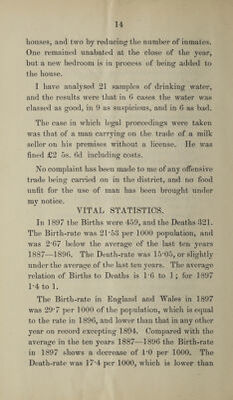 14
houses, and two by reducing the number of inmates.
One remained unabated at the close of the year,
but a new bedroom is in process of being added to
the house.
I have analysed 21 samples of drinking water,
and the results were that in 6 cases the water was
classed as good, in 9 as suspicious, and in 6 as bad.
The case in which legal proceedings were taken
was that of a man carrying on the trade of a milk
seller on his premises without a license. He was
fined £2 5s. 6d including costs.
No complaint has been made to me of any offensive
trade being carried on in the district, and no food
unfit for the use of man has been brought under
my notice.
VITAL STATISTICS.
In 1897 the Births were 459, and the Deaths 321.
The Birth-rate was 21·53 per 1000 population, and
was 2·67 below the average of the last ten years
1887—1896. The Death-rate was 15·05, or slightly
under the average of the last ten years. The average
relation of Births to Deaths is 1·6 to 1; for 1897
1·4 to 1.
The Birth-rate in England and Wales in 1897
was 29·7 per 1000 of the population, which is equal
to the rate in 1896, and lower than that in any other
year on record excepting 1894. Compared with the
average in the ten years 1887—1896 the Birth-rate
in 1897 shows a decrease of 1·0 per 1000. The
Death-rate was 17·4 per 1000, which is lower than